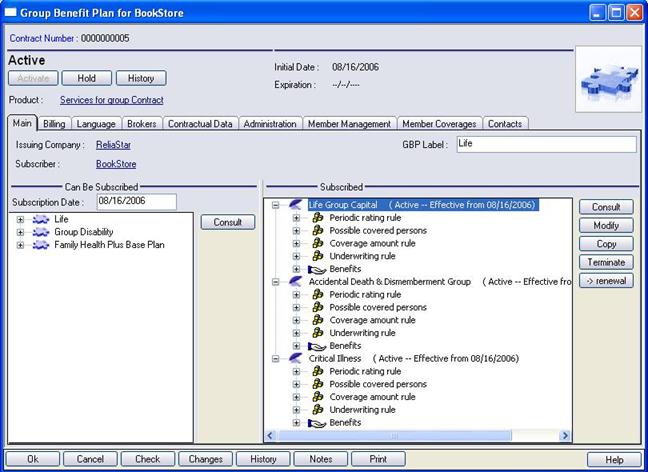 Group Benefit Plan for BookStore
Contract Number : 0000000005
Active
Activate Hold History
Initial Date : 08/16/2006
Expiration : --/--/----
Product : Services for group Contract
Main Billing Language Brokers Contractual Data Administration Member Management Member Coverages Contacts
Issuing Company : ReliaStar
GBP Label : Life
Subscriber : BookStore
Can Be Subscribed
Subscription Date : 08/16/2006
Consult
Life
Group Disability
Family Health Plus Base Plan
Subscribed
Life Group Capital ( Active -- Effective from 08/16/2006)
Periodic rating rule
Possible covered persons
Coverage amount rule
Underwriting rule
Benefits
Accidental Death & Dismemberment Group ( Active -- Effective fro
Periodic rating rule
Possible covered persons
Coverage amount rule
Underwriting rule
Benefits
Critical Illness ( Active -- Effective from 08/16/2006)
Periodic rating rule
Possible covered persons
Coverage amount rule
Underwriting rule
Benefits
Consult
Modify
Copy
Terminate
-> renewal
Ok Cancel Check Changes History Notes Print Help